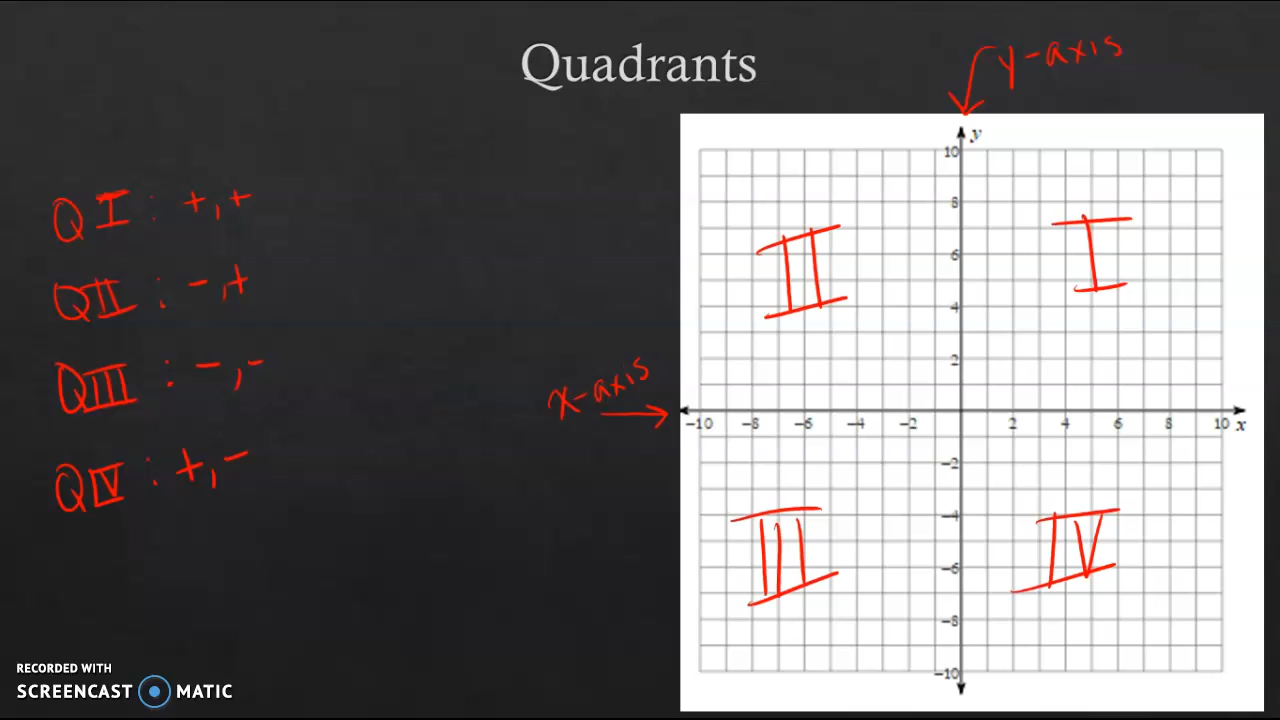 Quadrants
y-axis
QI : +,+
QII : -,+
QIII : -,-
QIV : +,-
x-axis
y
10
8
6
4
2
-10 -8 -6 -4 -2 2 4 6 8 10 x
-2
-4
-6
-8
-10
II I
III IV
RECORDED WITH
SCREENCAST MATIC